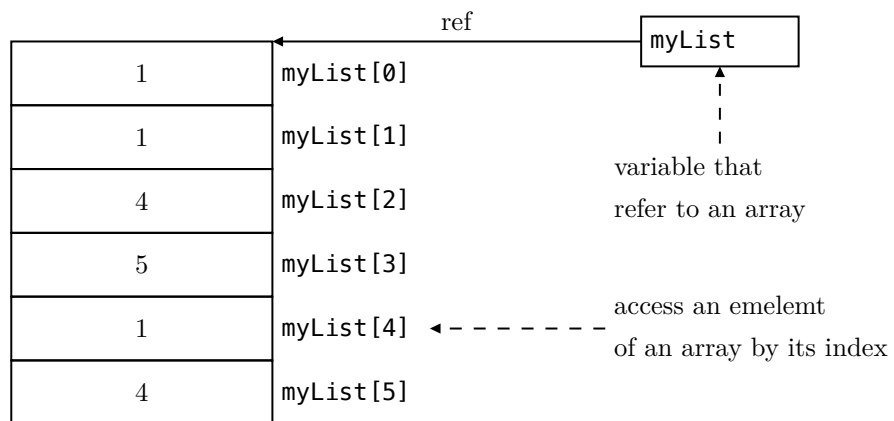 ref
myList
1 myList[0]
1 myList[1]
variable that
refer to an array
4 myList[2]
5 myList[3]
1 myList[4]
access an emelemt
of an array by its index
4 myList[5]